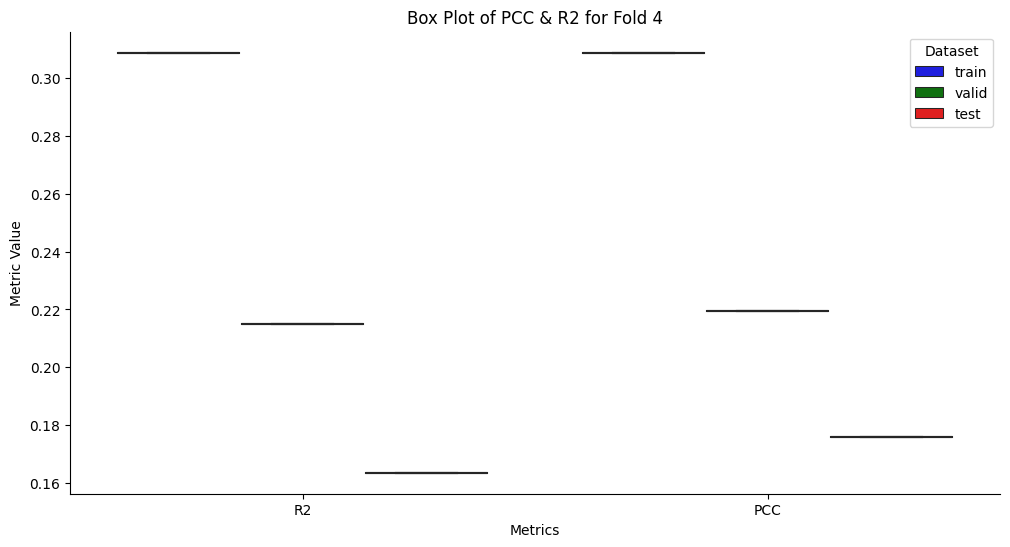 Box Plot of PCC & R2 for Fold 4
Dataset
train
valid
test
0.30
0.28
0.26
0.24
0.22
0.20
0.18
0.16
Metric Value
R2
PCC
Metrics